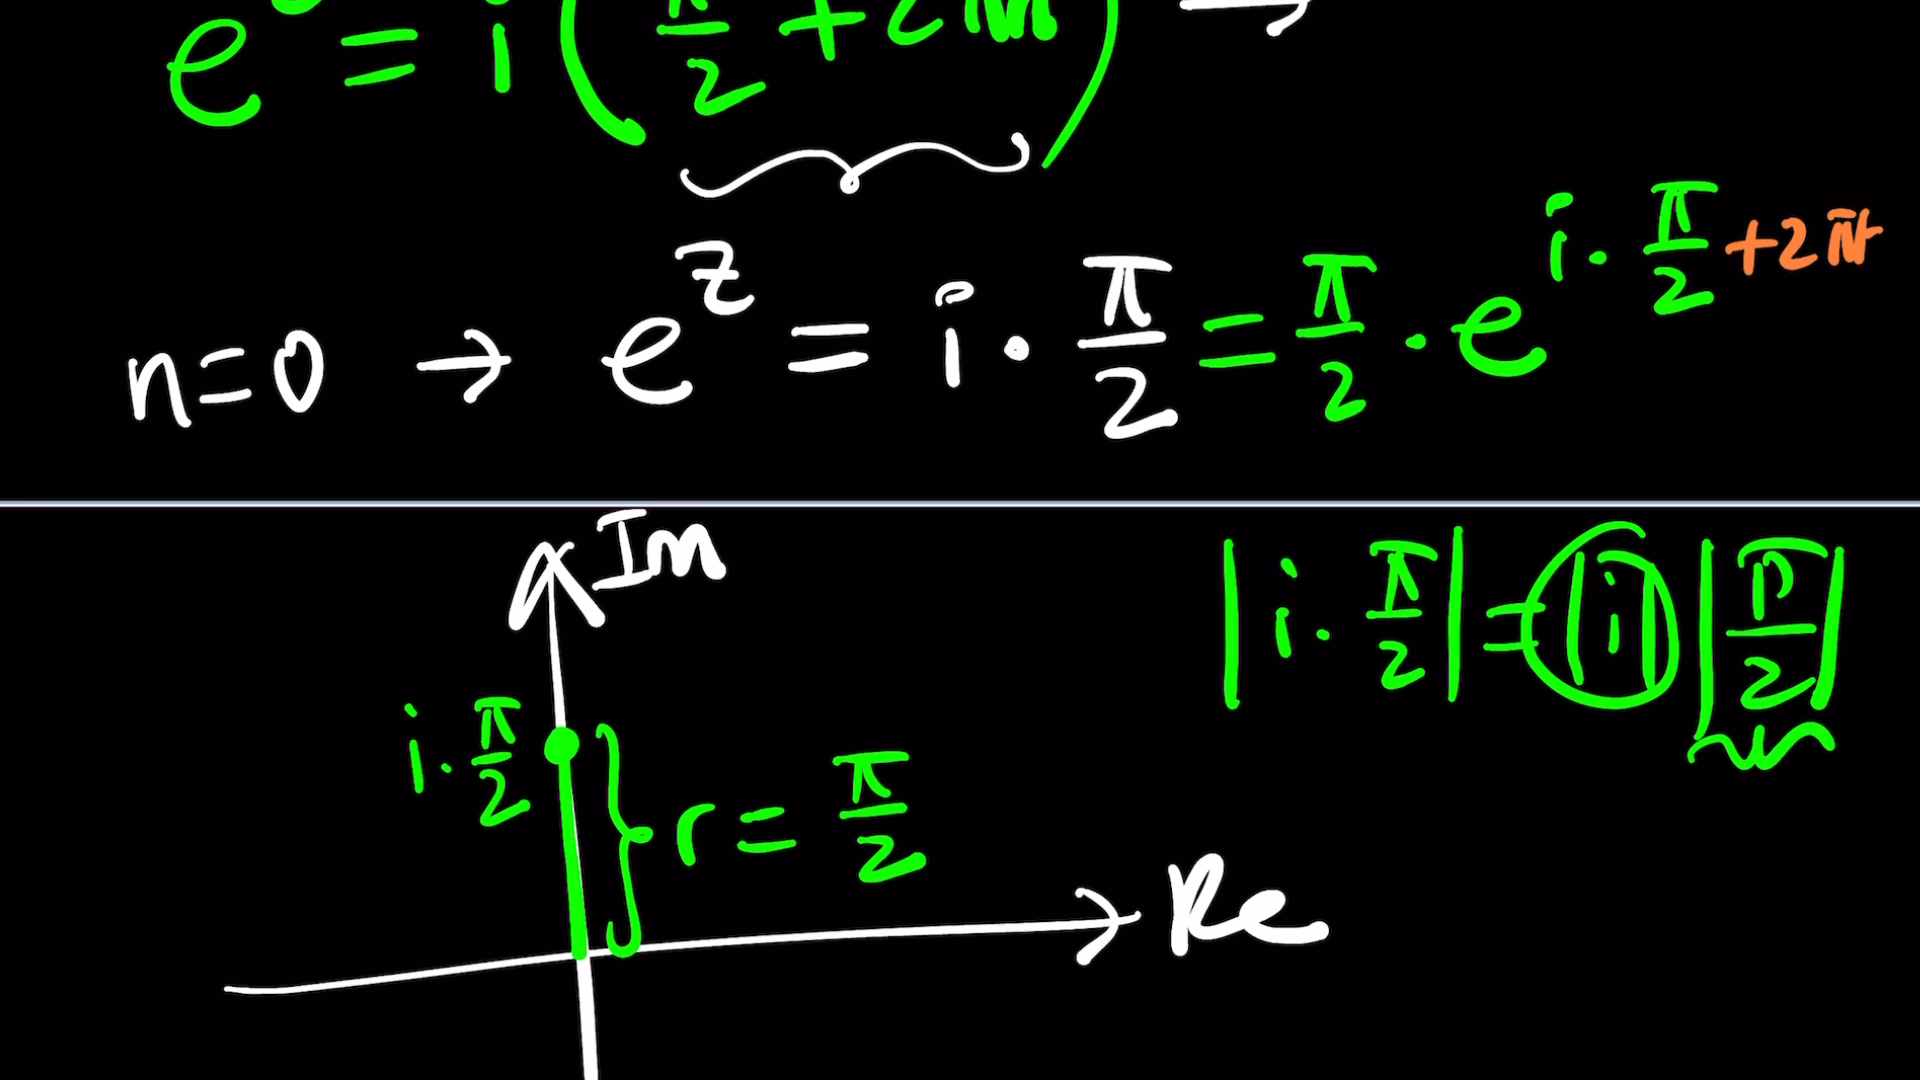 e = i (π/2 + 2πn) →
n=0 → e^z = i · π/2 = π/2 · e^(i · π/2 +2π
Im
|i · π/2| = |i| |π/2|
i · π/2
r = π/2
Re